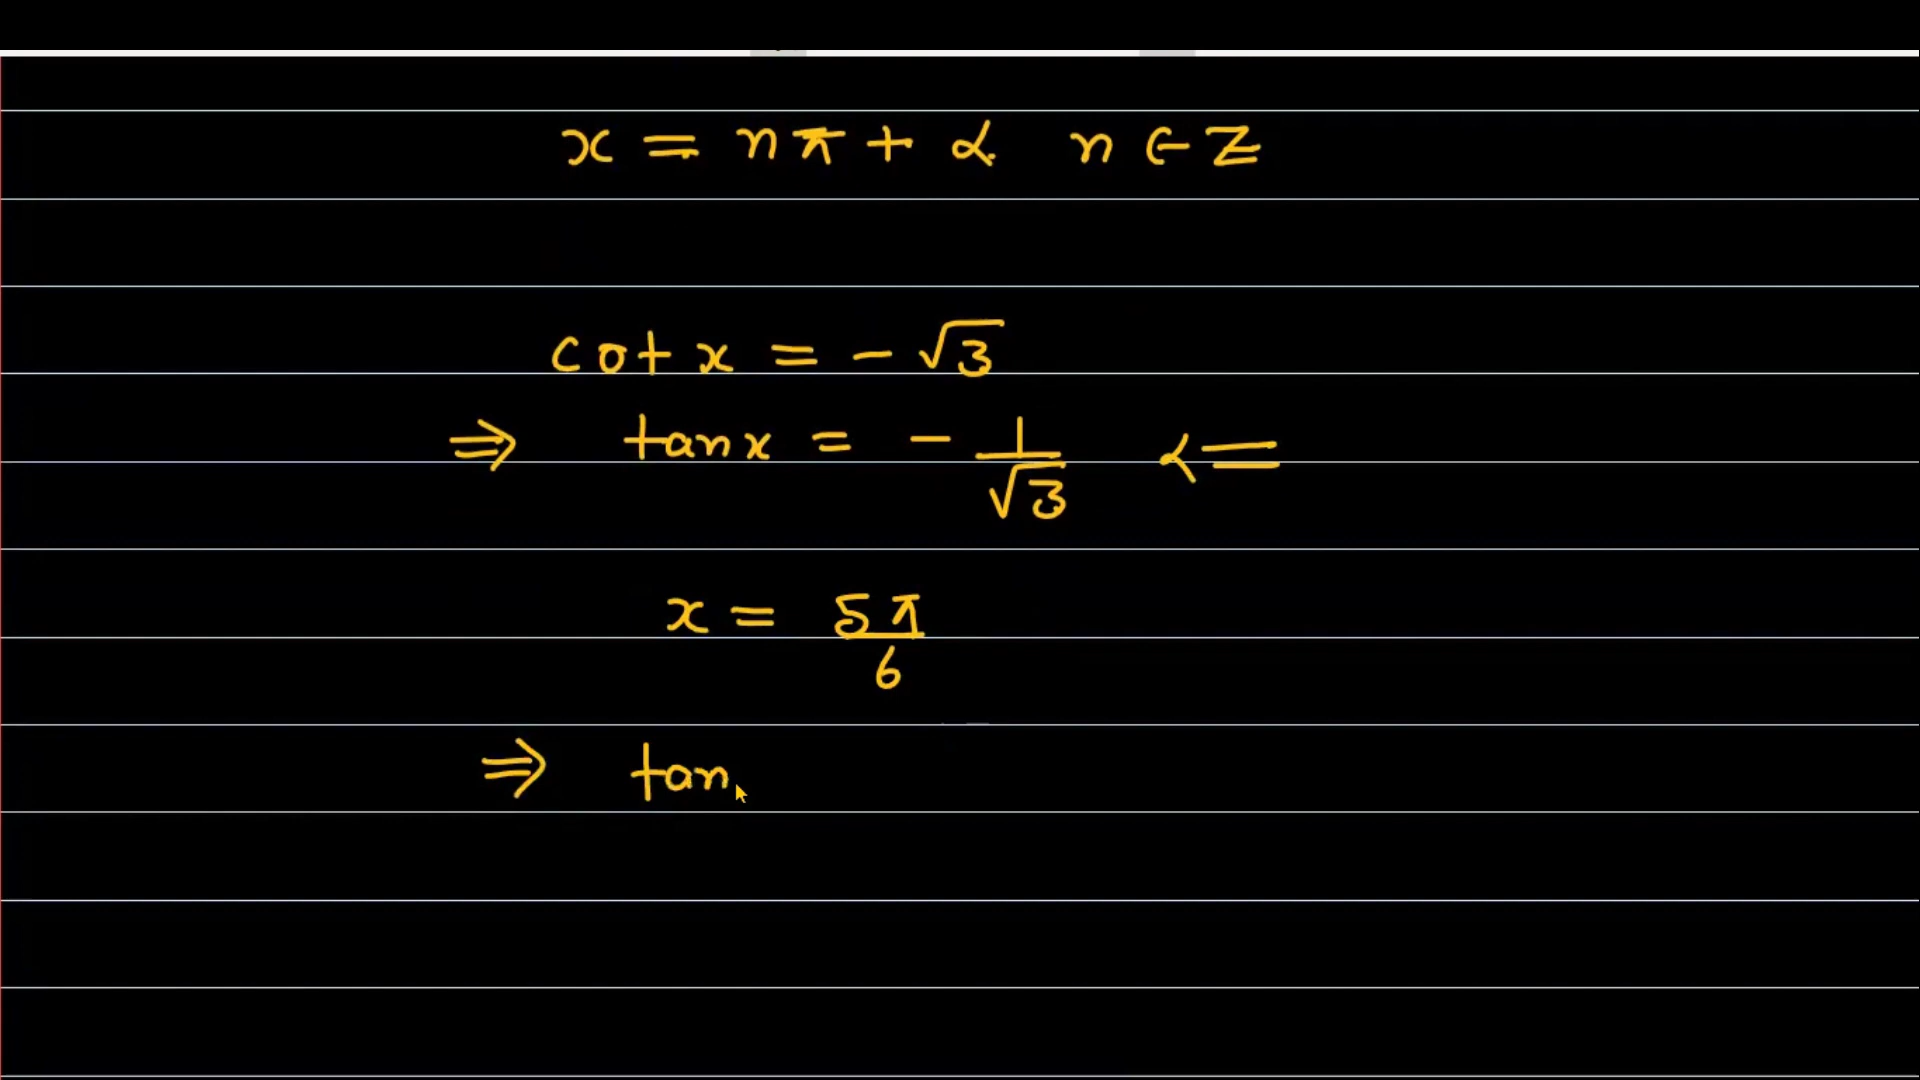 x = nπ + α n ∈ Z
cot x = - √3
⇒ tan x = - 1/√3 ⇐
x = 5π/6
⇒ tan